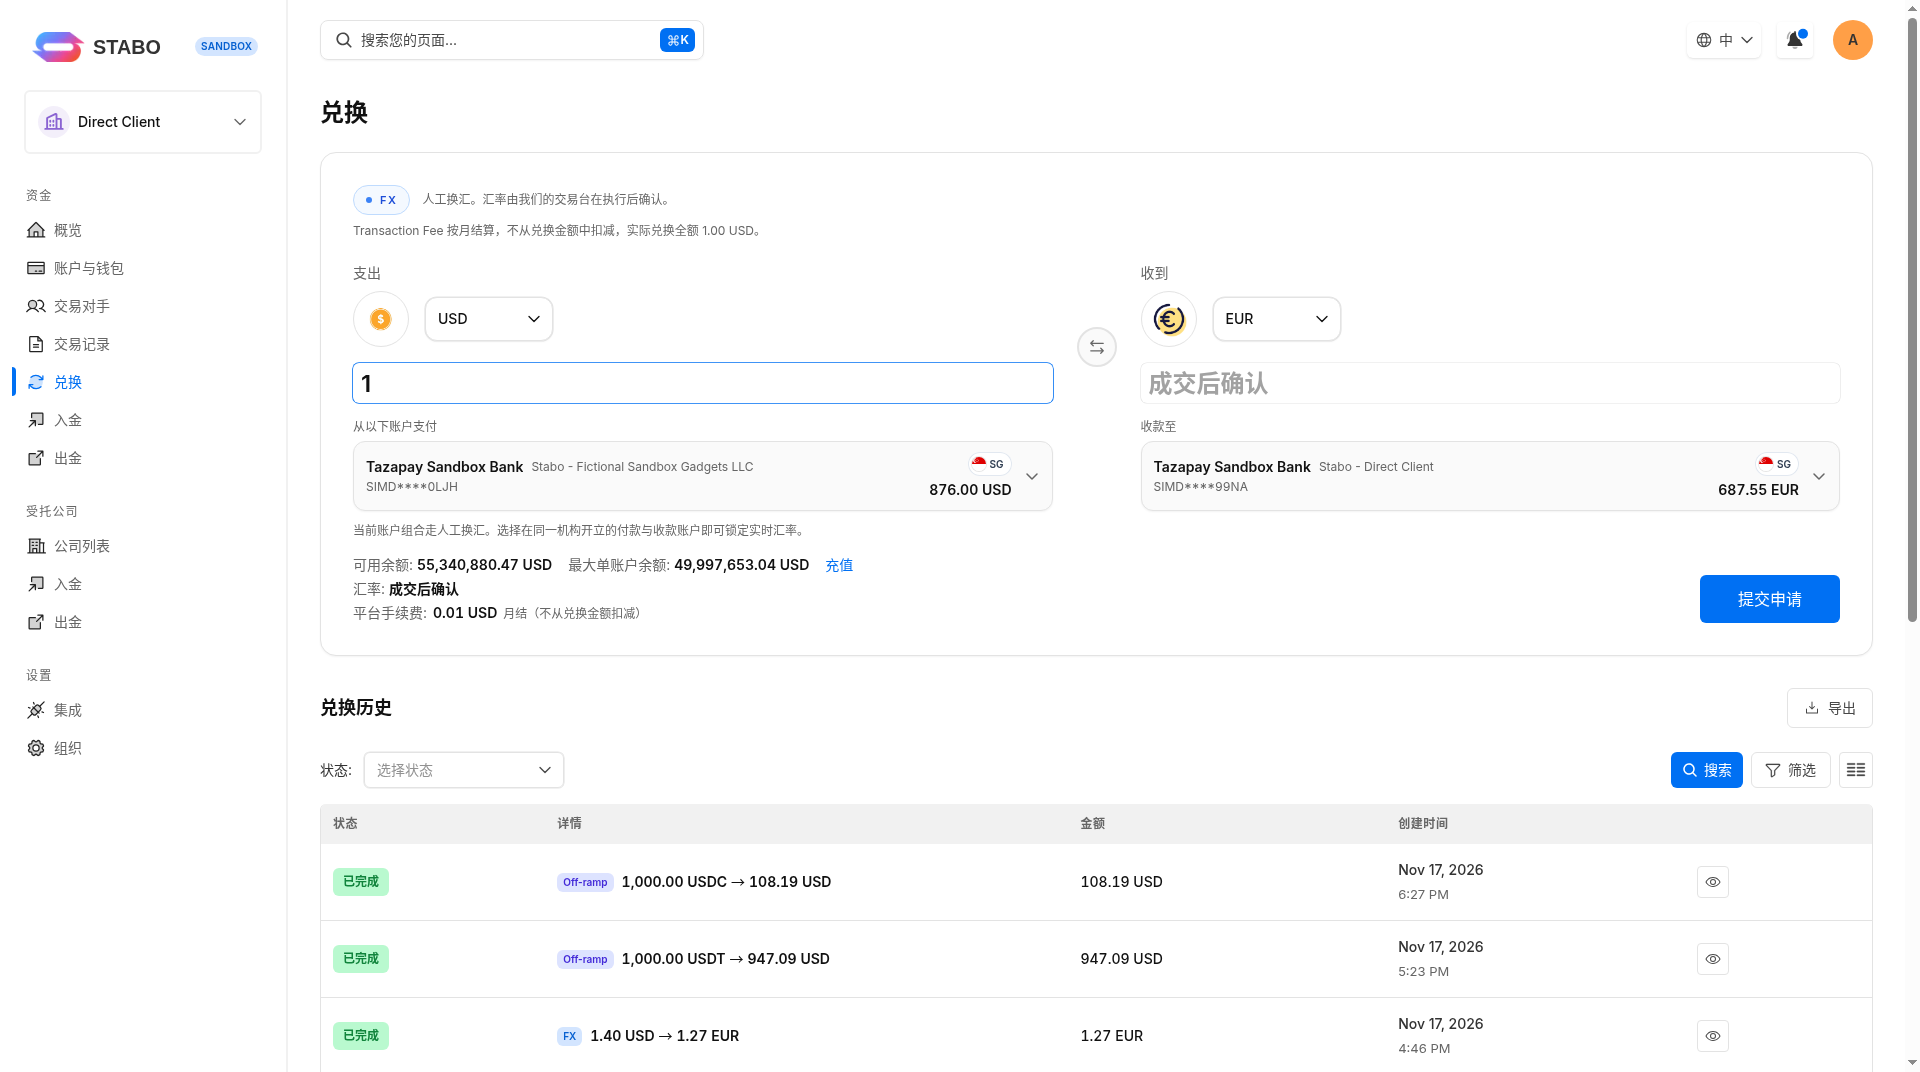 STABO
SANDBOX
搜索您的页面...
⌘K
中
A
Direct Client
资金
概览
账户与钱包
交易对手
交易记录
兑换
入金
出金
受托公司
公司列表
入金
出金
设置
集成
组织
兑换
FX 人工换汇。汇率由我们的交易台在执行后确认。
Transaction Fee 按月结算，不从兑换金额中扣减，实际兑换全额 1.00 USD。
支出
$
USD
1
从以下账户支付
Tazapay Sandbox Bank Stabo - Fictional Sandbox Gadgets LLC
SG
SIMD****0LJH
876.00 USD
收到
€
EUR
成交后确认
收款至
Tazapay Sandbox Bank Stabo - Direct Client
SG
SIMD****99NA
687.55 EUR
当前账户组合走人工换汇。选择在同一机构开立的付款与收款账户即可锁定实时汇率。
可用余额: 55,340,880.47 USD 最大单账户余额: 49,997,653.04 USD 充值
汇率: 成交后确认
平台手续费: 0.01 USD 月结（不从兑换金额扣减）
提交申请
兑换历史
导出
状态: 选择状态
搜索
筛选
状态 详情 金额 创建时间
已完成 Off-ramp 1,000.00 USDC → 108.19 USD 108.19 USD Nov 17, 2026
6:27 PM
已完成 Off-ramp 1,000.00 USDT → 947.09 USD 947.09 USD Nov 17, 2026
5:23 PM
已完成 FX 1.40 USD → 1.27 EUR 1.27 EUR Nov 17, 2026
4:46 PM